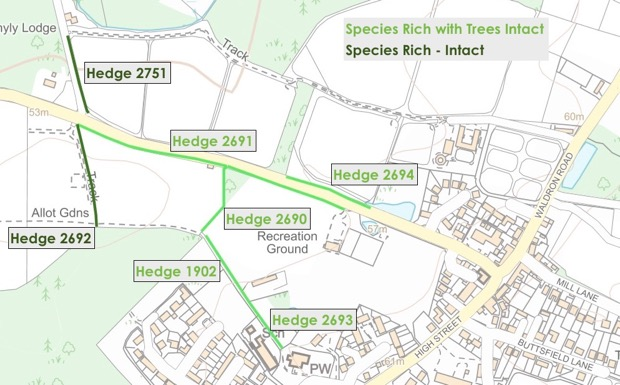 Species Rich with Trees Intact
Species Rich - Intact
nyly Lodge
Track
Hedge 2751
53m
60m
Hedge 2691
Hedge 2694
WALDRON ROAD
Track
Allot Gdns
Hedge 2690
57m
Hedge 2692
Recreation
Ground
Hedge 1902
MILL LANE
Hedge 2693
Sch
HIGH STREET
BUTTSFIELD LANE
PW